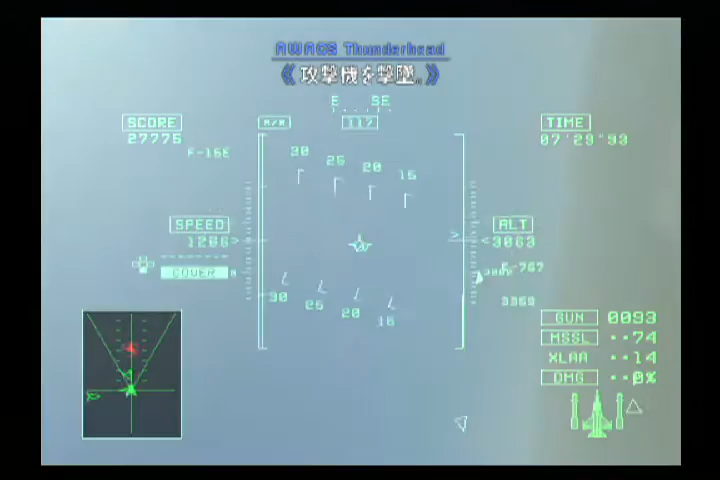 AWACS Thunderhead
《攻撃機を撃墜。》
E SE
SCORE
27775
M/R
117
TIME
07'29"93
F-15E
30 25 20 15
SPEED
1286
ALT
3063
COVER
E-767
3359
30 25 20 15
GUN 0093
MSSL 74
XLAA 14
DMG 0%